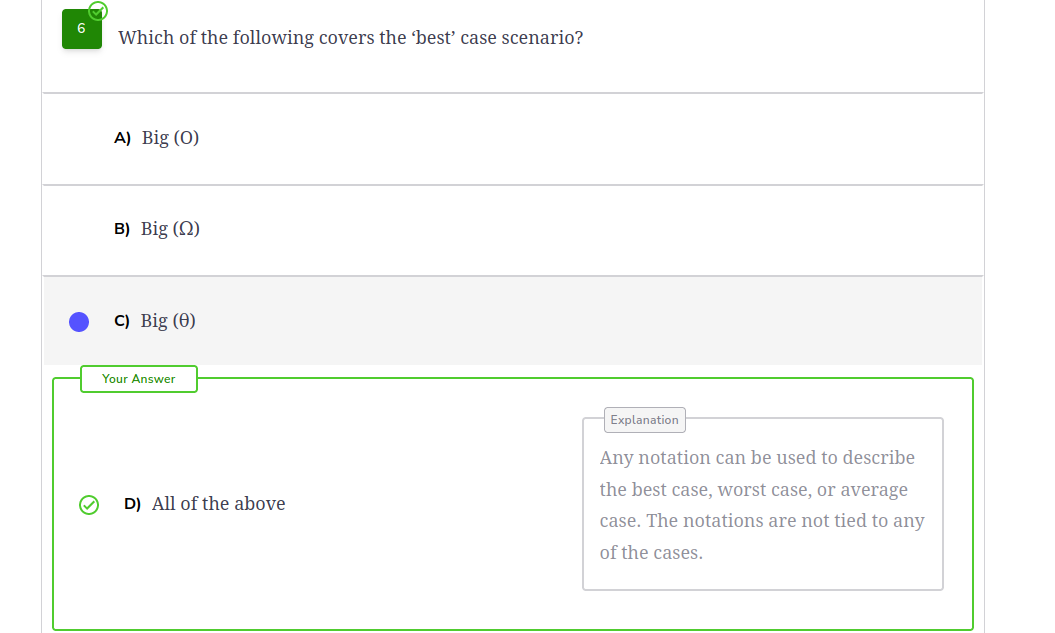 6
Which of the following covers the ‘best’ case scenario?
A) Big (O)
B) Big (Ω)
C) Big (θ)
Your Answer
D) All of the above
Explanation
Any notation can be used to describe
the best case, worst case, or average
case. The notations are not tied to any
of the cases.